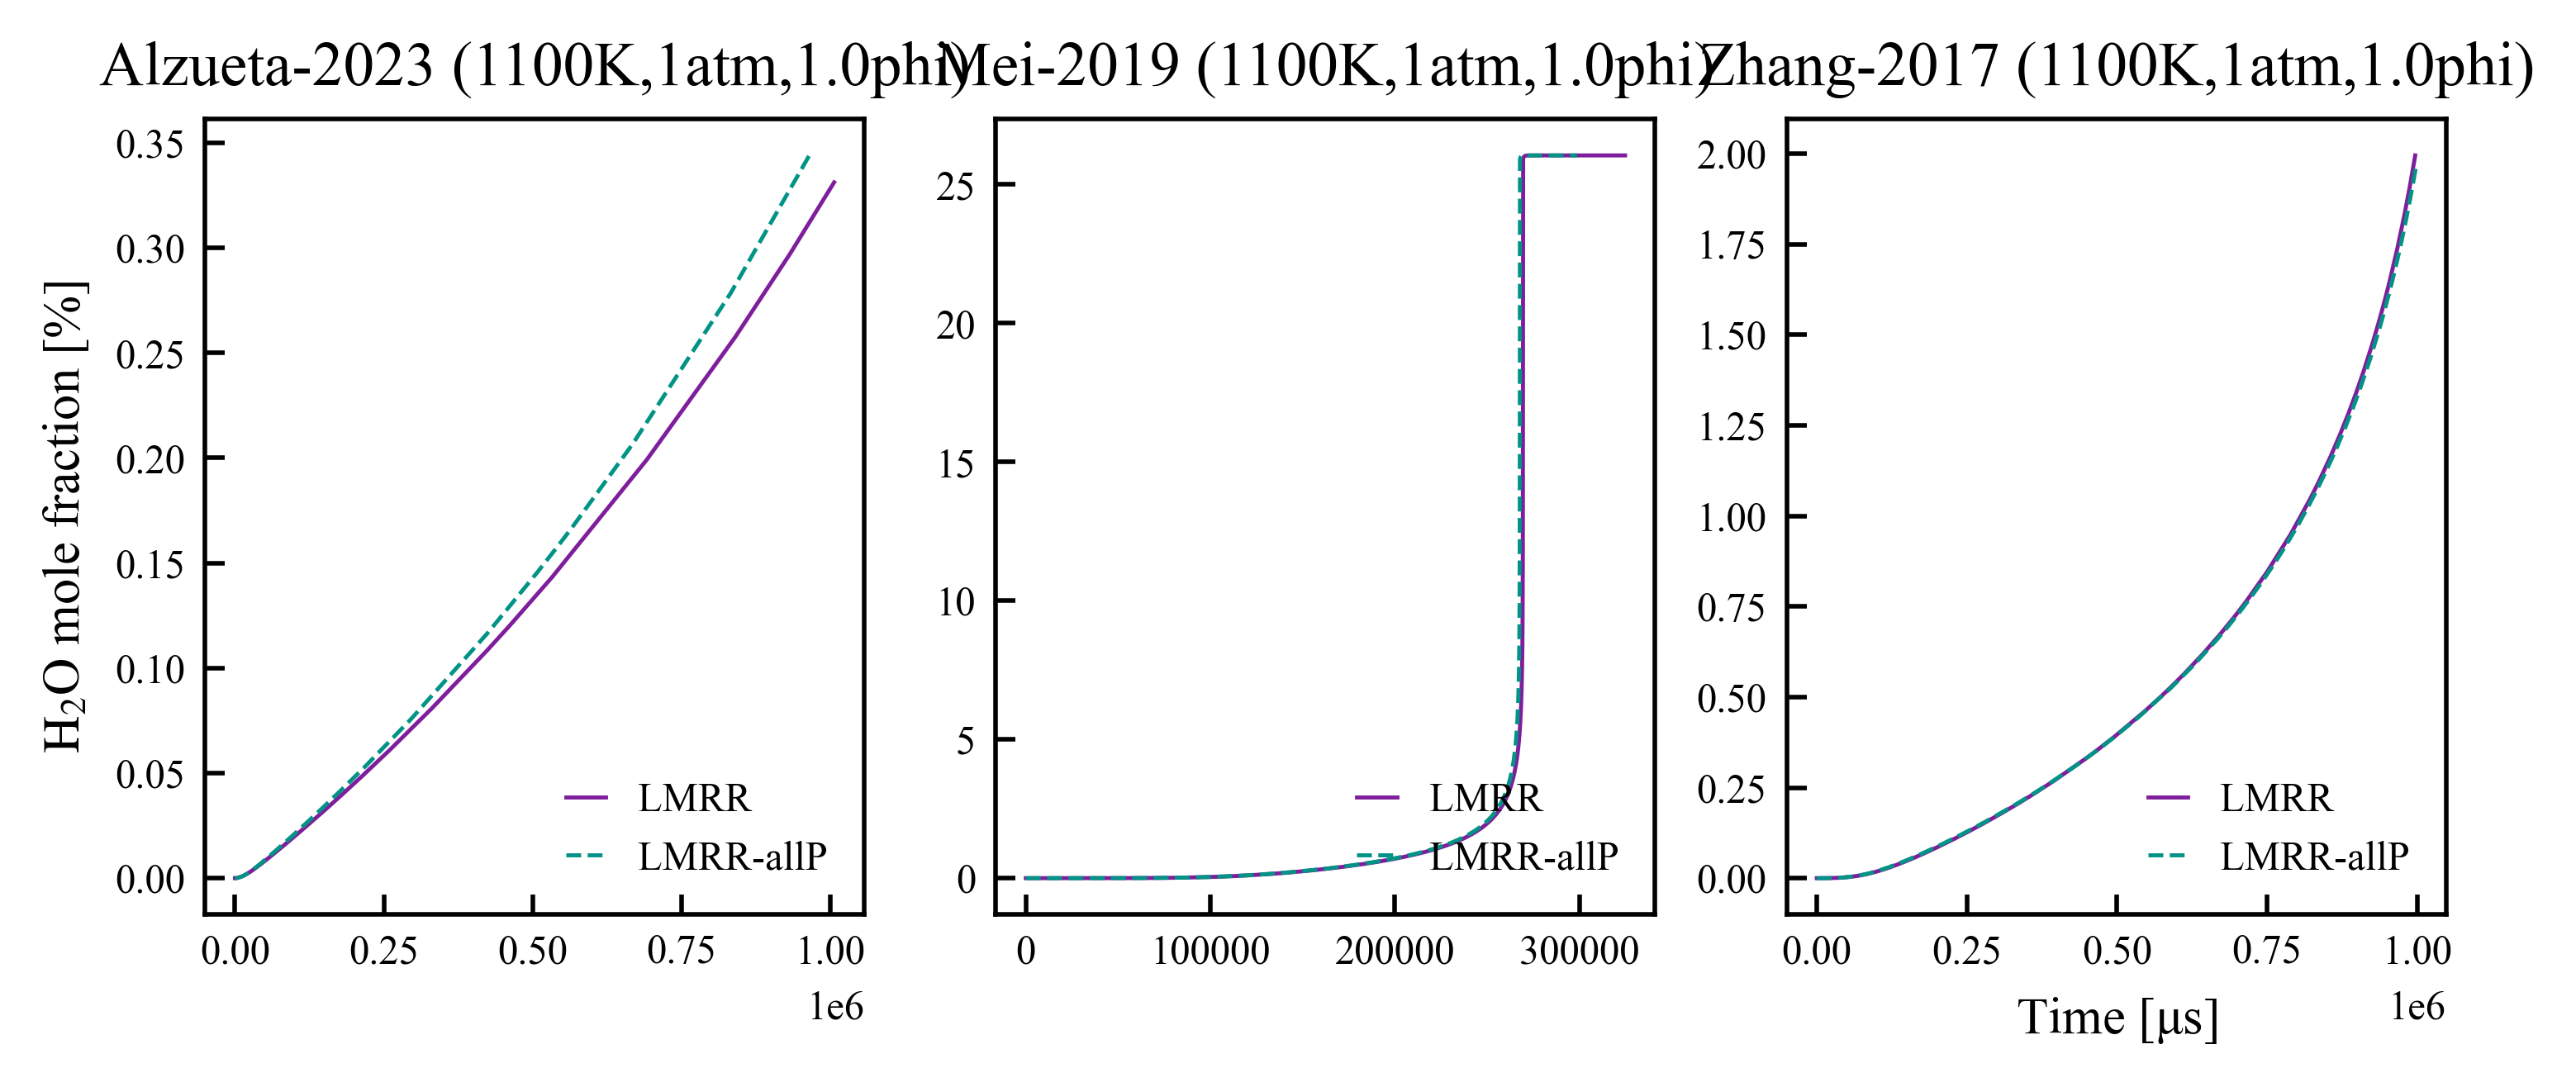 Alzueta-2023 (1100K,1atm,1.0phi)
Mei-2019 (1100K,1atm,1.0phi)
Zhang-2017 (1100K,1atm,1.0phi)
H₂O mole fraction [%]
0.35
0.30
0.25
0.20
0.15
0.10
0.05
0.00
0.00 0.25 0.50 0.75 1.00
1e6
LMRR
LMRR-allP
25
20
15
10
5
0
0 100000 200000 300000
LMRR
LMRR-allP
2.00
1.75
1.50
1.25
1.00
0.75
0.50
0.25
0.00
0.00 0.25 0.50 0.75 1.00
1e6
LMRR
LMRR-allP
Time [µs]